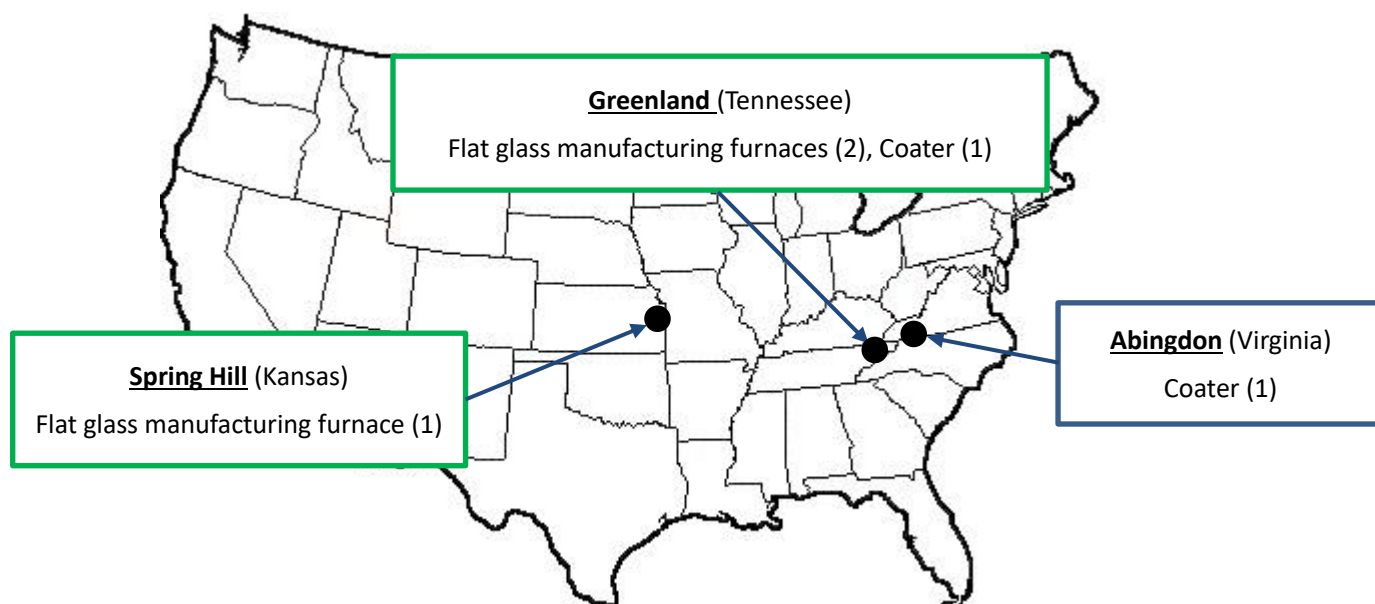 Greenland (Tennessee)
Flat glass manufacturing furnaces (2), Coater (1)
Spring Hill (Kansas)
Flat glass manufacturing furnace (1)
Abingdon (Virginia)
Coater (1)